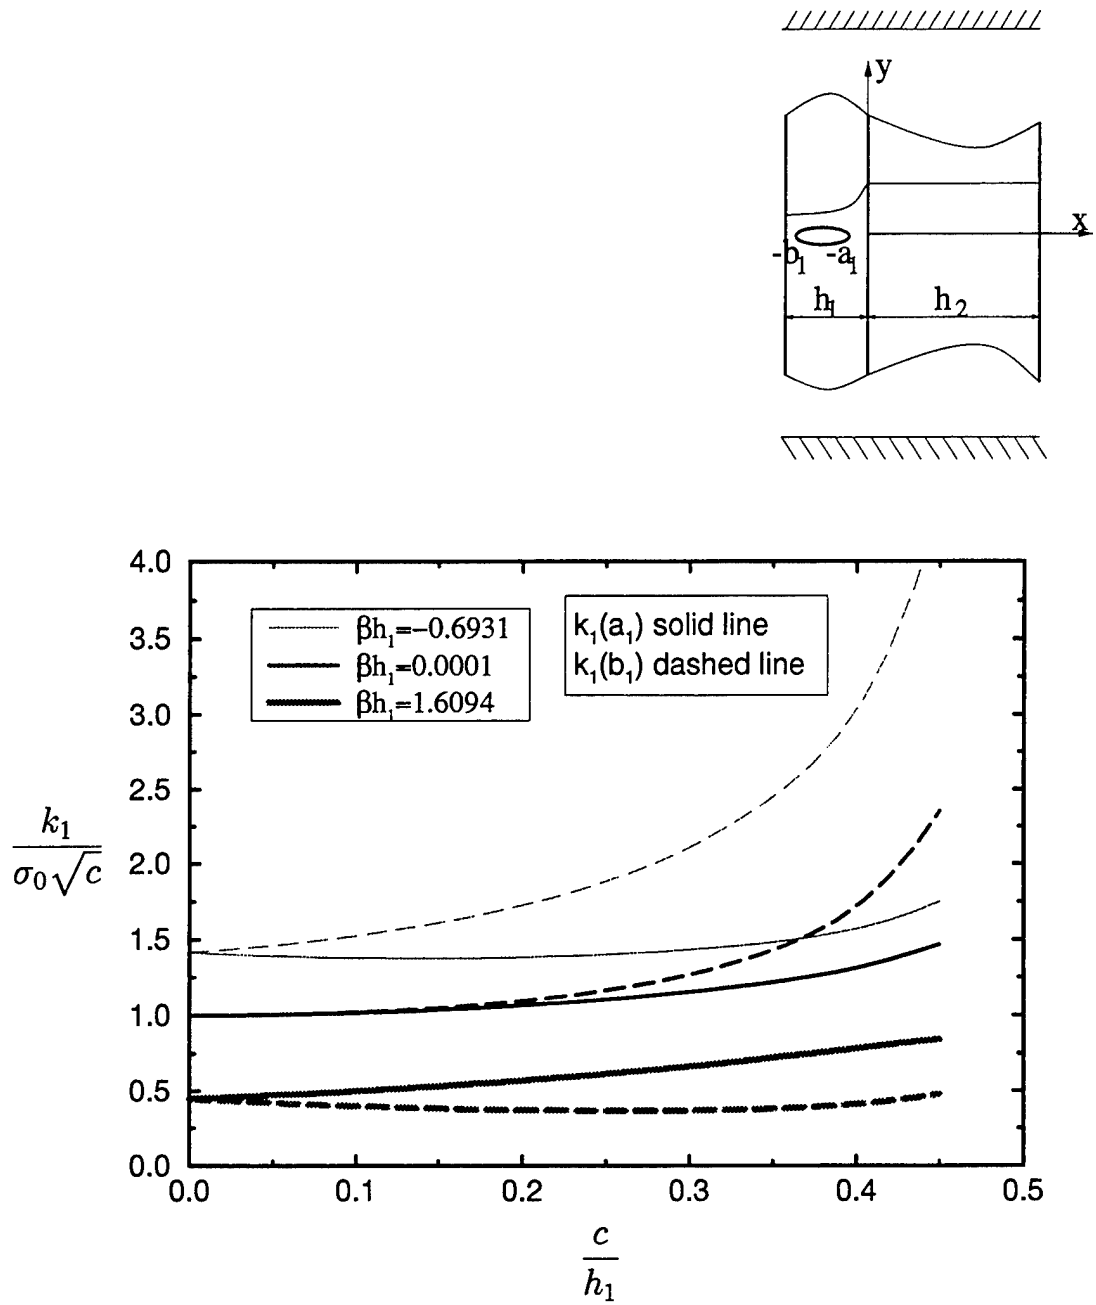 y
x
-b₁ -a₁
h₁ h₂
4.0
3.5
3.0
2.5
2.0
1.5
1.0
0.5
0.0
βh₁=−0.6931
βh₁=0.0001
βh₁=1.6094
k₁(a₁) solid line
k₁(b₁) dashed line
k₁
σ₀√c
0.0 0.1 0.2 0.3 0.4 0.5
c
h₁